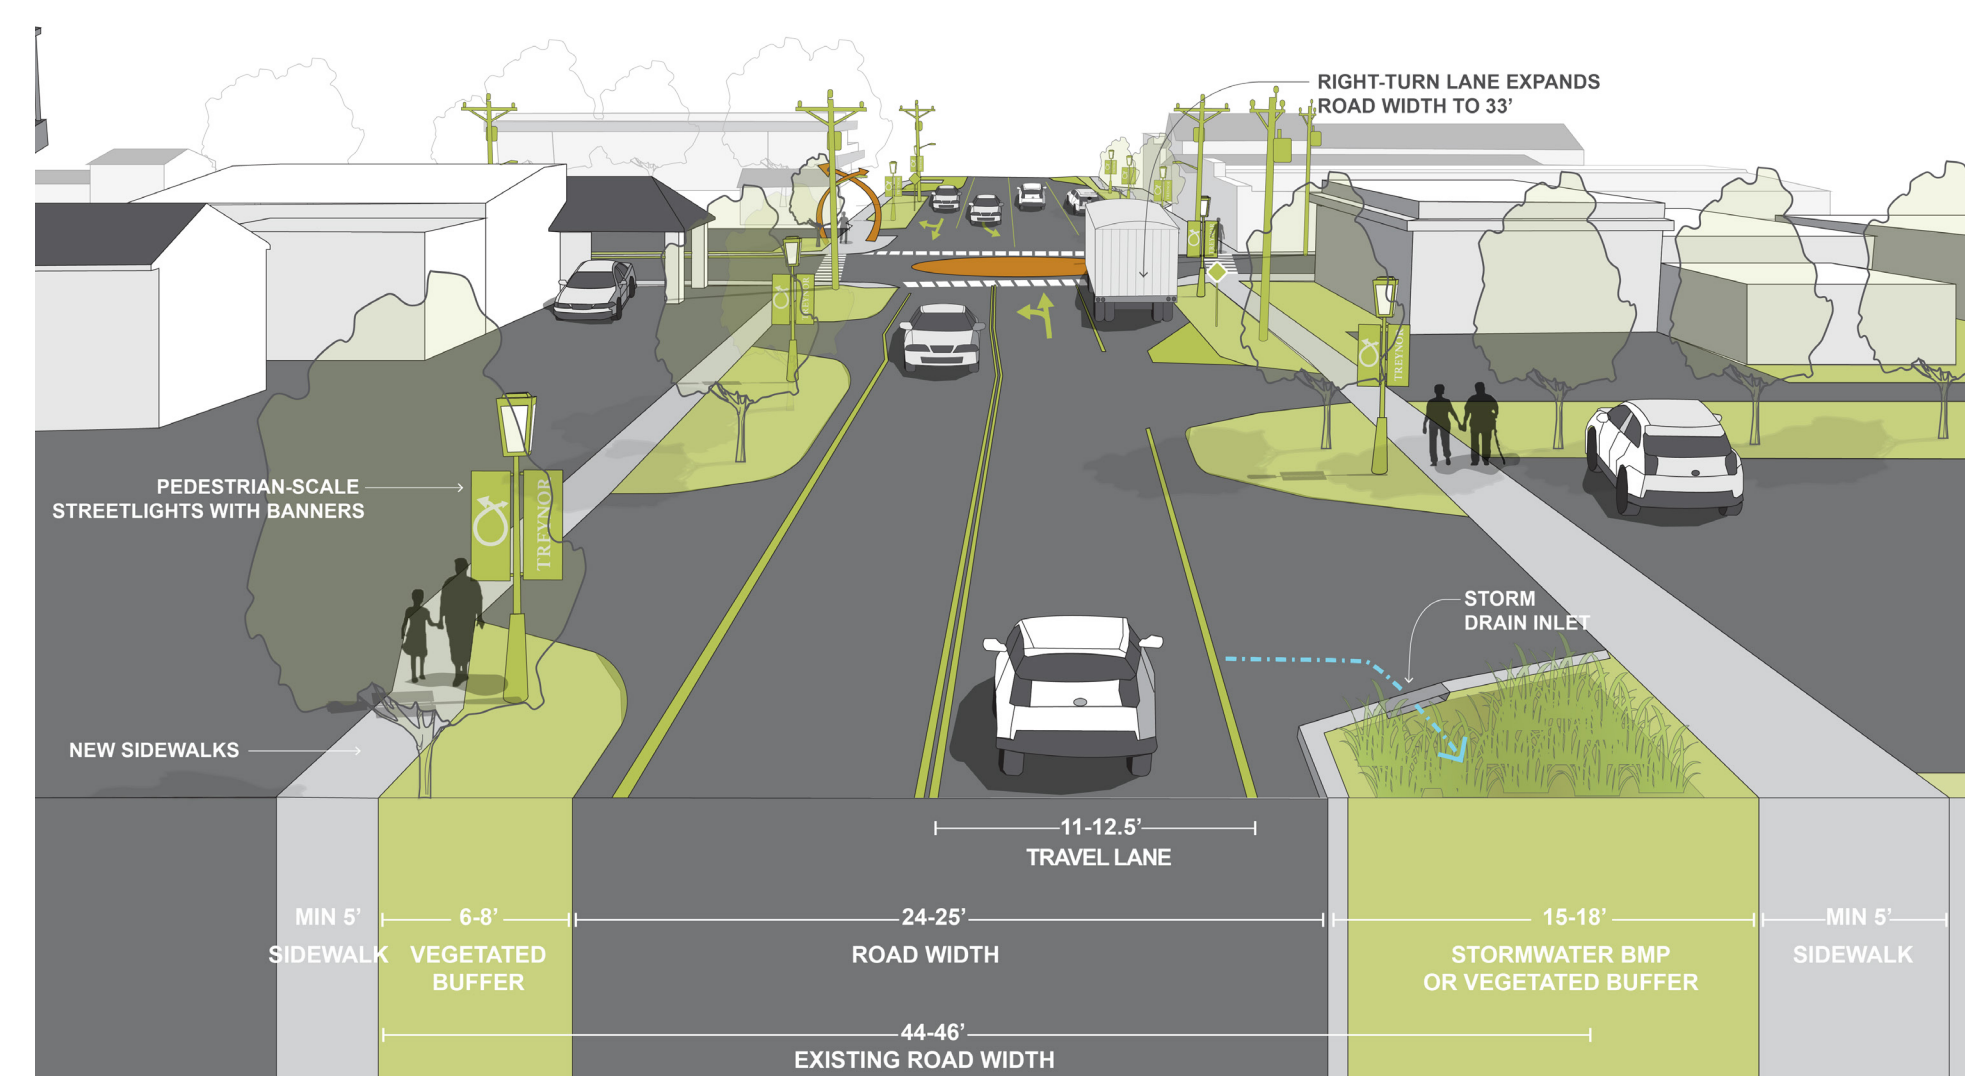 RIGHT-TURN LANE EXPANDS
ROAD WIDTH TO 33’
TREYNOR
TREYNOR
PEDESTRIAN-SCALE
STREETLIGHTS WITH BANNERS
TREYNOR
STORM
DRAIN INLET
NEW SIDEWALKS
11-12.5’
TRAVEL LANE
MIN 5’
SIDEWALK
6-8’
VEGETATED
BUFFER
24-25’
ROAD WIDTH
15-18’
STORMWATER BMP
OR VEGETATED BUFFER
MIN 5’
SIDEWALK
44-46’
EXISTING ROAD WIDTH